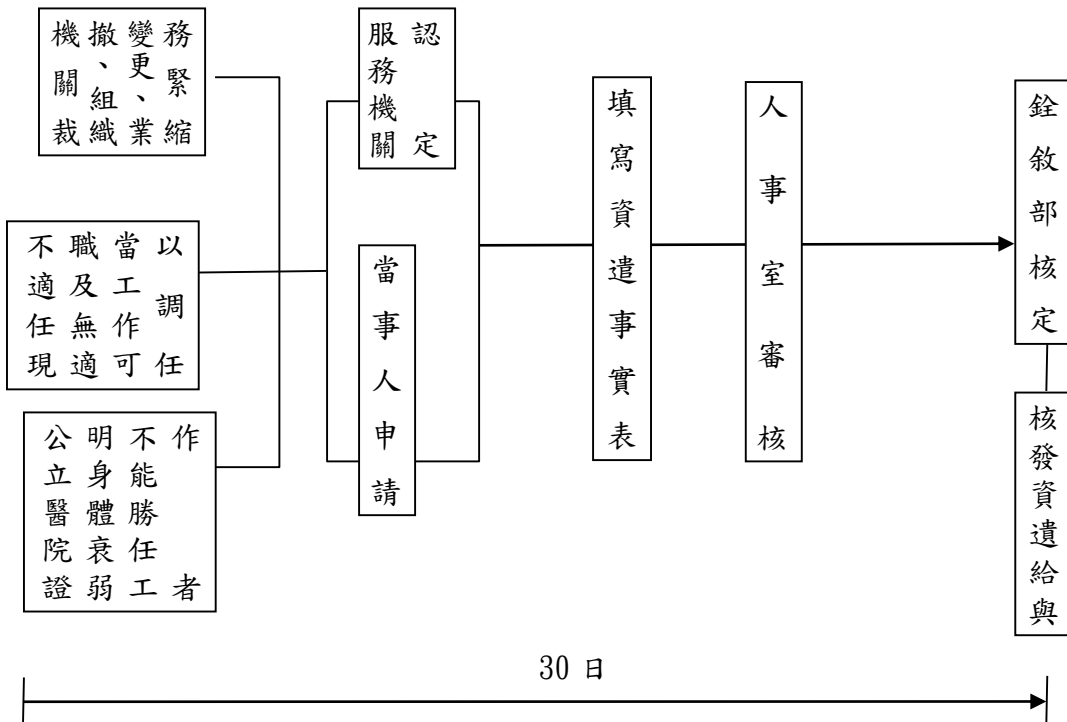 機關裁
撤、組織
變更、業
務緊縮
不適任現
職及無適
當工作可
以調任
公立醫院證
明身體衰弱
不能勝任工
作者
服務機關
認定
當事人申請
填寫資遣事實表
人事室審核
銓敘部核定
核發資遺給與
30 日